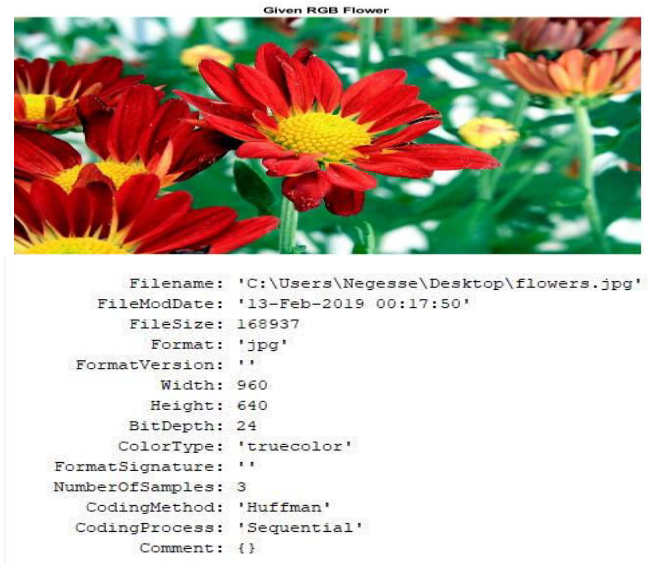 Given RGB Flower
Filename: 'C:\Users\Negesse\Desktop\flowers.jpg'
FileModDate: '13-Feb-2019 00:17:50'
FileSize: 168937
Format: 'jpg'
FormatVersion: ''
Width: 960
Height: 640
BitDepth: 24
ColorType: 'truecolor'
FormatSignature: ''
NumberOfSamples: 3
CodingMethod: 'Huffman'
CodingProcess: 'Sequential'
Comment: {}